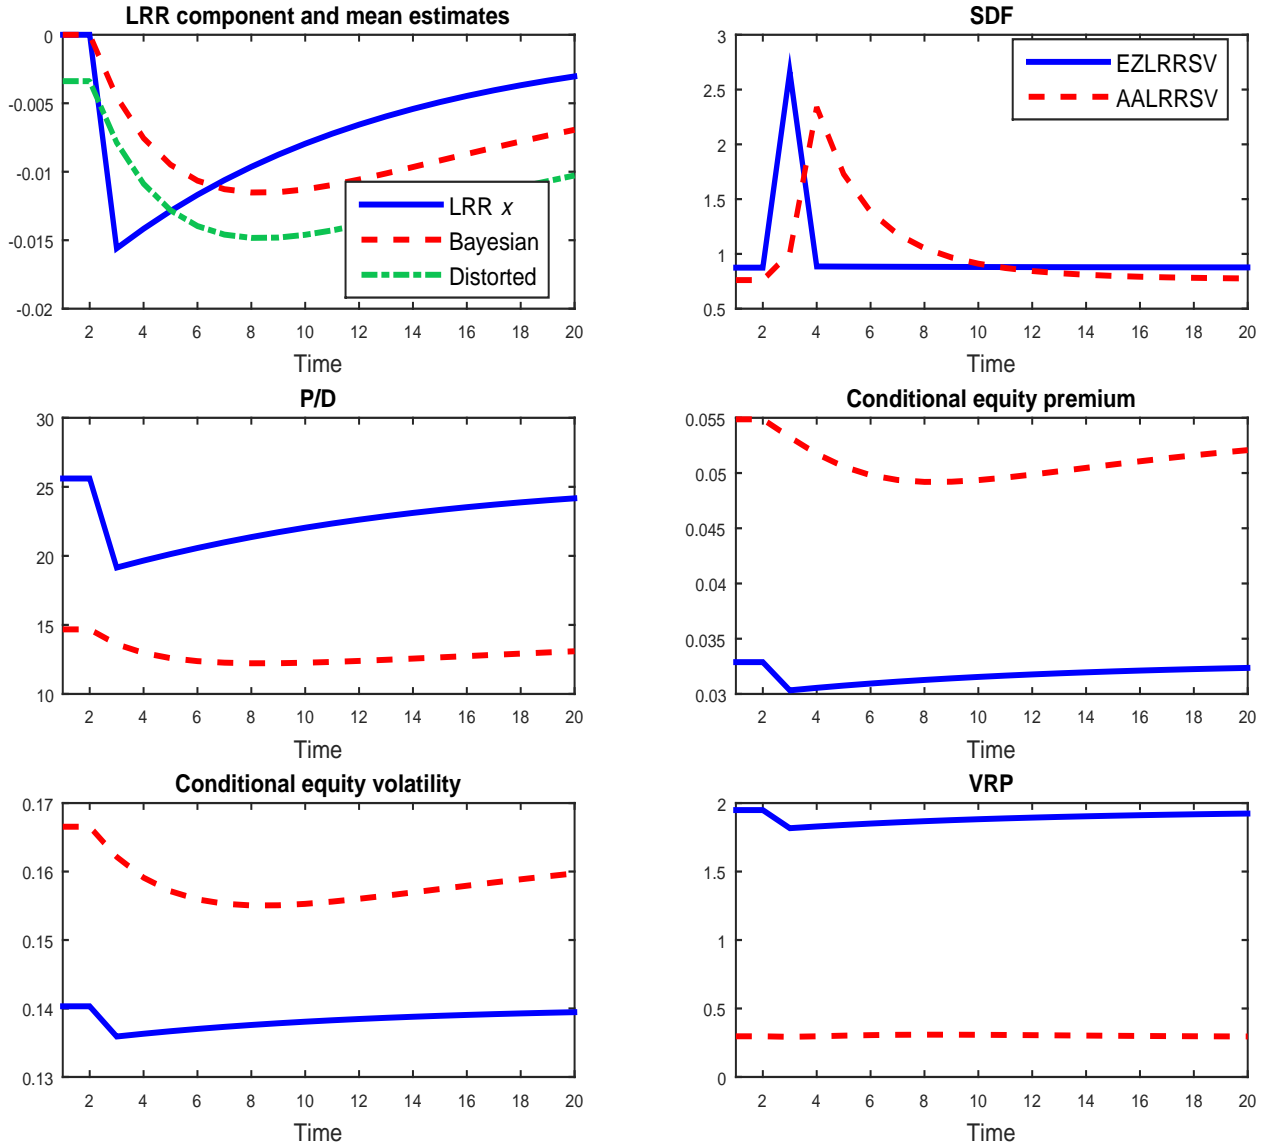 LRR component and mean estimates
0
-0.005
-0.01
-0.015
-0.02
2 4 6 8 10 12 14 16 18 20
Time
LRR x
Bayesian
Distorted
SDF
3
2.5
2
1.5
1
0.5
2 4 6 8 10 12 14 16 18 20
Time
EZLRRSV
AALRRSV
P/D
30
25
20
15
10
2 4 6 8 10 12 14 16 18 20
Time
Conditional equity premium
0.055
0.05
0.045
0.04
0.035
0.03
2 4 6 8 10 12 14 16 18 20
Time
Conditional equity volatility
0.17
0.16
0.15
0.14
0.13
2 4 6 8 10 12 14 16 18 20
Time
VRP
2
1.5
1
0.5
0
2 4 6 8 10 12 14 16 18 20
Time